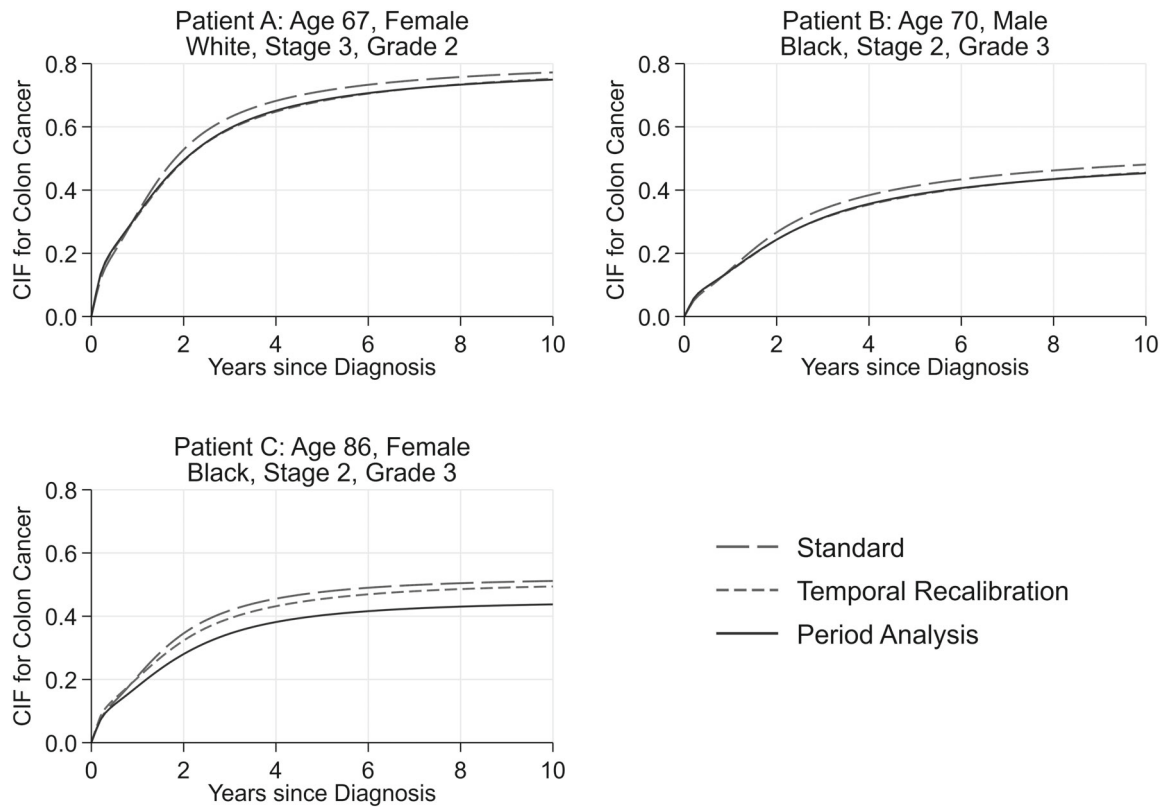 Patient A: Age 67, Female
White, Stage 3, Grade 2
CIF for Colon Cancer
0.8
0.6
0.4
0.2
0.0
0 2 4 6 8 10
Years since Diagnosis
Patient B: Age 70, Male
Black, Stage 2, Grade 3
CIF for Colon Cancer
0.8
0.6
0.4
0.2
0.0
0 2 4 6 8 10
Years since Diagnosis
Patient C: Age 86, Female
Black, Stage 2, Grade 3
CIF for Colon Cancer
0.8
0.6
0.4
0.2
0.0
0 2 4 6 8 10
Years since Diagnosis
Standard
Temporal Recalibration
Period Analysis